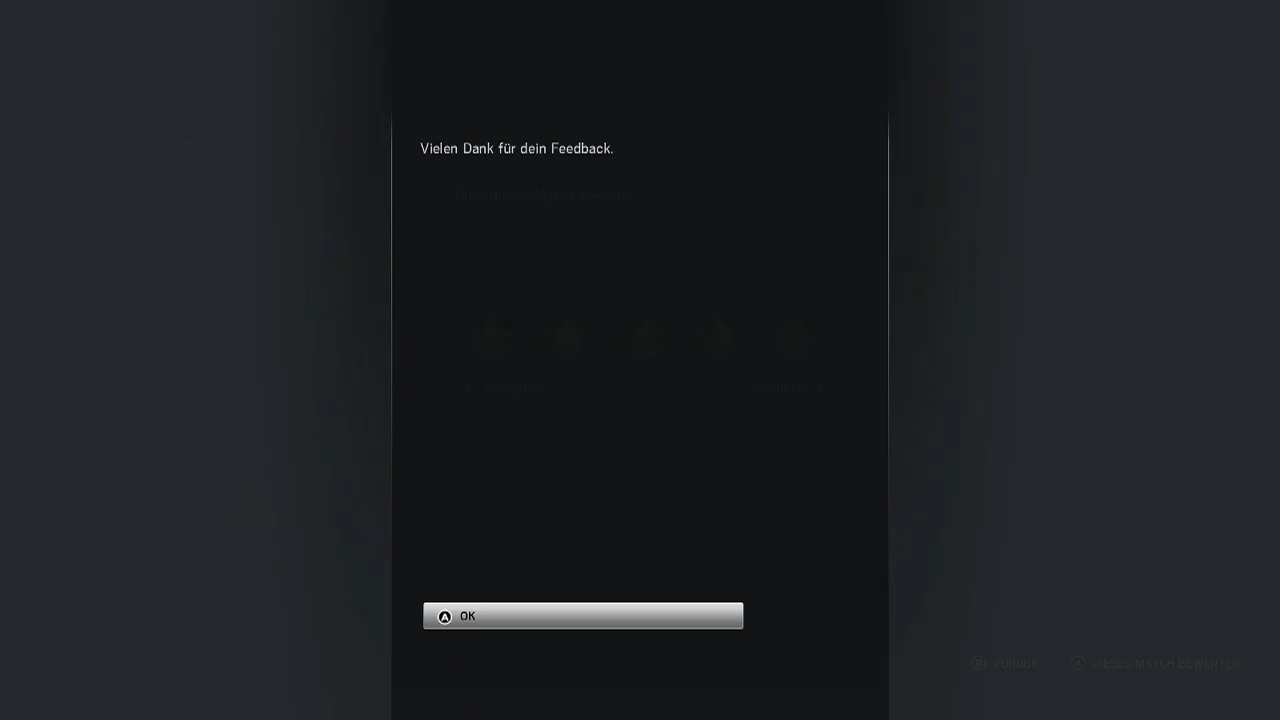 Vielen Dank für dein Feedback.
A OK
B ZURÜCK A DIESES MATCH BEWERTEN